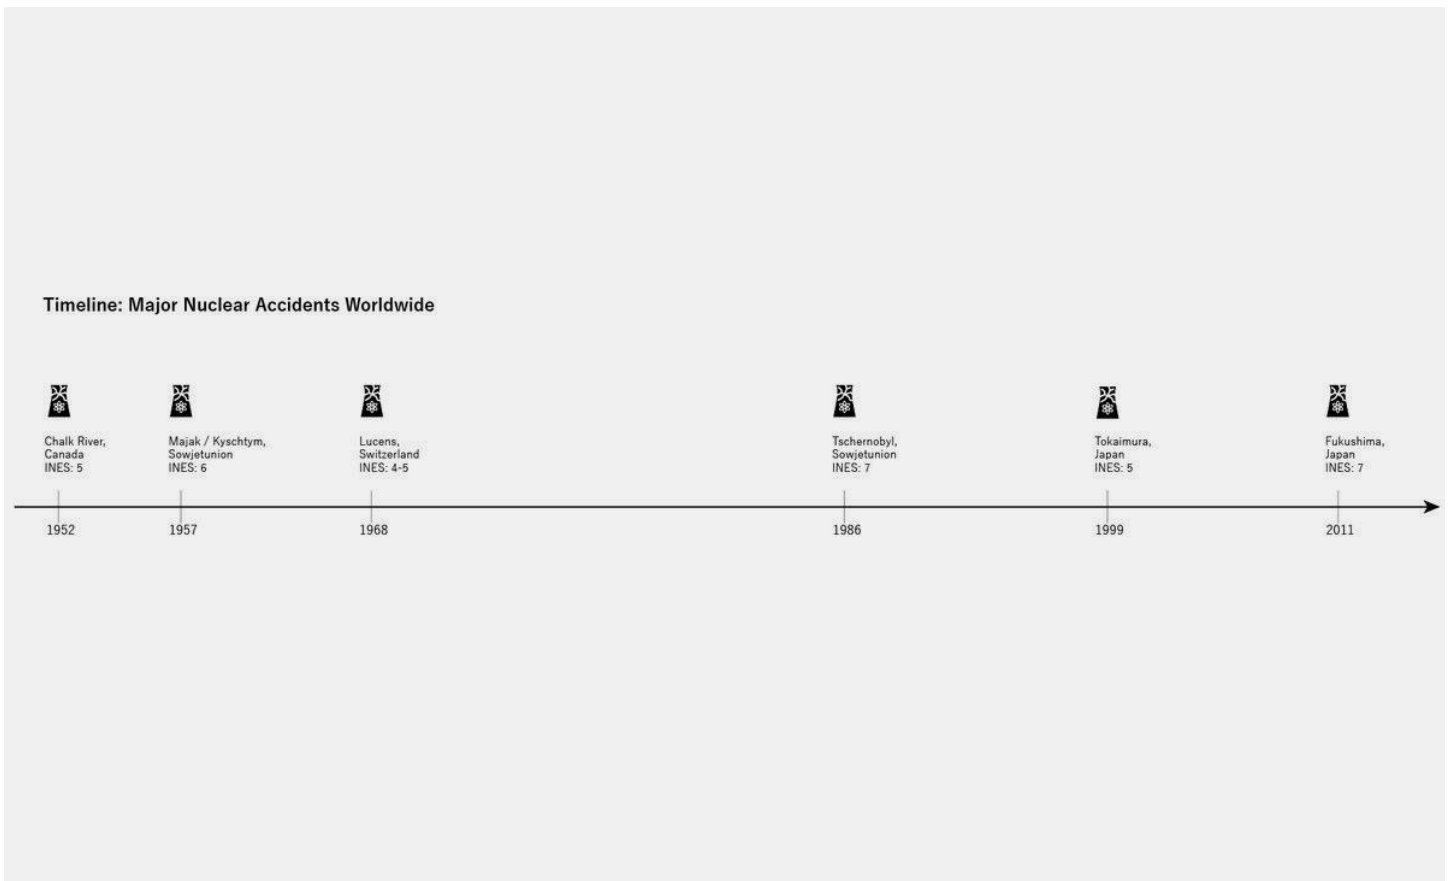 Timeline: Major Nuclear Accidents Worldwide
Chalk River,
Canada
INES: 5
Majak / Kyschtym,
Sowjetunion
INES: 6
Lucens,
Switzerland
INES: 4-5
Tschernobyl,
Sowjetunion
INES: 7
Tokaimura,
Japan
INES: 5
Fukushima,
Japan
INES: 7
1952
1957
1968
1986
1999
2011